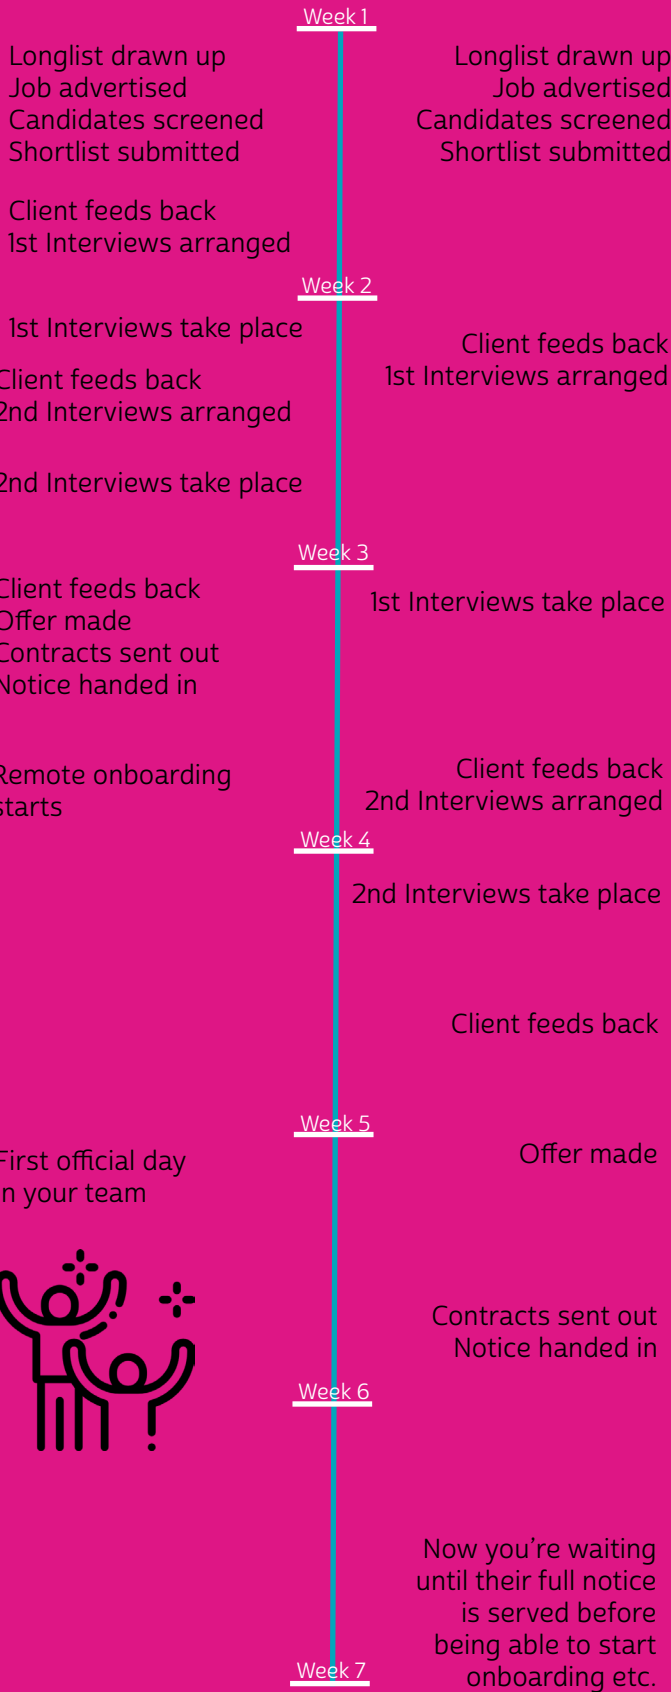 Week 1
Longlist drawn up
Job advertised
Candidates screened
Shortlist submitted
Longlist drawn up
Job advertised
Candidates screened
Shortlist submitted
Client feeds back
1st Interviews arranged
Week 2
1st Interviews take place
Client feeds back
2nd Interviews arranged
Client feeds back
1st Interviews arranged
2nd Interviews take place
Week 3
Client feeds back
Offer made
Contracts sent out
Notice handed in
1st Interviews take place
Remote onboarding
starts
Client feeds back
2nd Interviews arranged
Week 4
2nd Interviews take place
Client feeds back
Week 5
First official day
in your team
Offer made
Contracts sent out
Notice handed in
Week 6
Now you're waiting
until their full notice
is served before
being able to start
onboarding etc.
Week 7